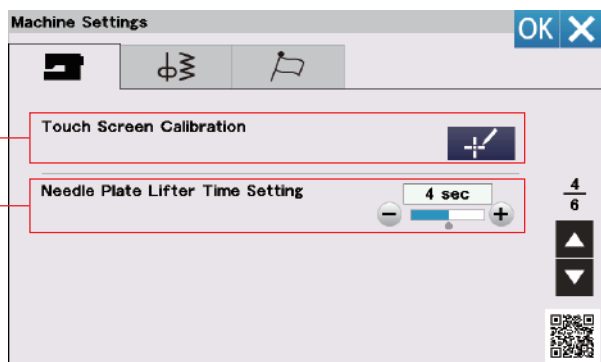 Machine Settings
OK
Touch Screen Calibration
Needle Plate Lifter Time Setting
4 sec
4
6